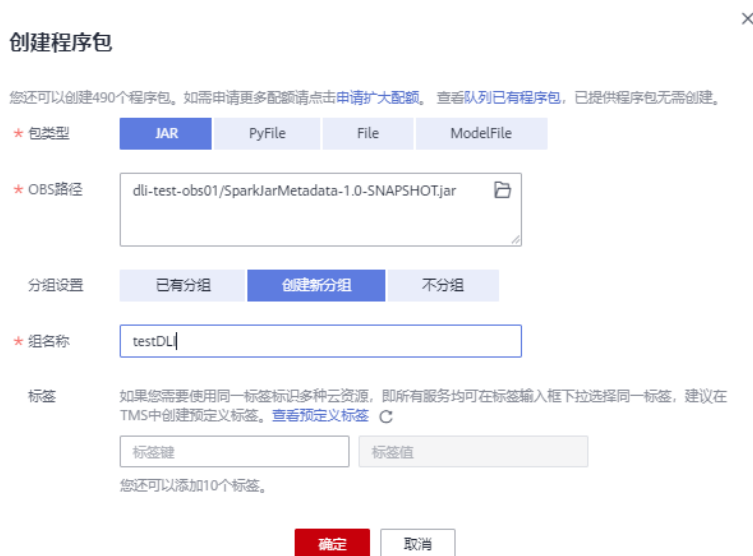 创建程序包
您还可以创建490个程序包。如需申请更多配额请点击申请扩大配额。 查看队列已有程序包，已提供程序包无需创建。
* 包类型 JAR PyFile File ModelFile
* OBS路径 dli-test-obs01/SparkJarMetadata-1.0-SNAPSHOT.jar
分组设置 已有分组 创建新分组 不分组
* 组名称 testDLI
标签 如果您需要使用同一标签标识多种云资源，即所有服务均可在标签输入框下拉选择同一标签，建议在
TMS中创建预定义标签。查看预定义标签
标签键 标签值
您还可以添加10个标签。
确定 取消